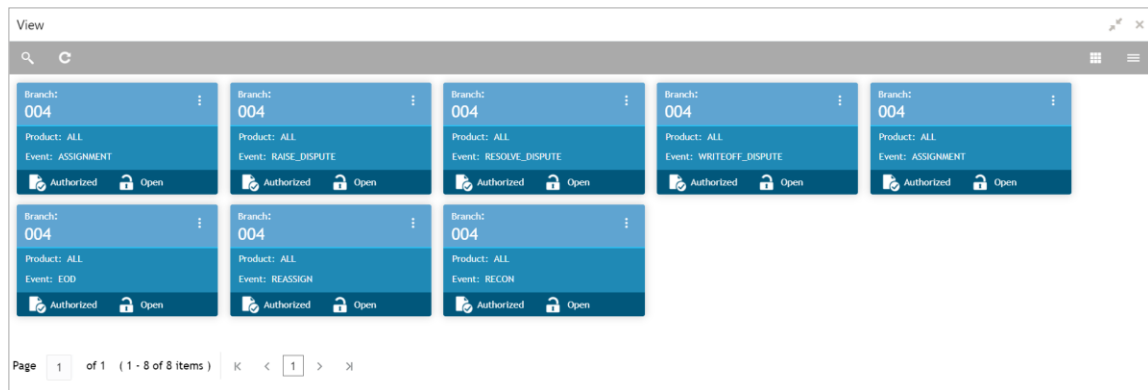 View
Branch: Branch: Branch: Branch: Branch:
004 004 004 004 004
Product: ALL Product: ALL Product: ALL Product: ALL Product: ALL
Event: ASSIGNMENT Event: RAISE_DISPUTE Event: RESOLVE_DISPUTE Event: WRITEOFF_DISPUTE Event: ASSIGNMENT
Authorized Open Authorized Open Authorized Open Authorized Open Authorized Open
Branch: Branch: Branch:
004 004 004
Product: ALL Product: ALL Product: ALL
Event: EOD Event: REASSIGN Event: RECON
Authorized Open Authorized Open Authorized Open
Page 1 of 1 ( 1 - 8 of 8 items ) 1